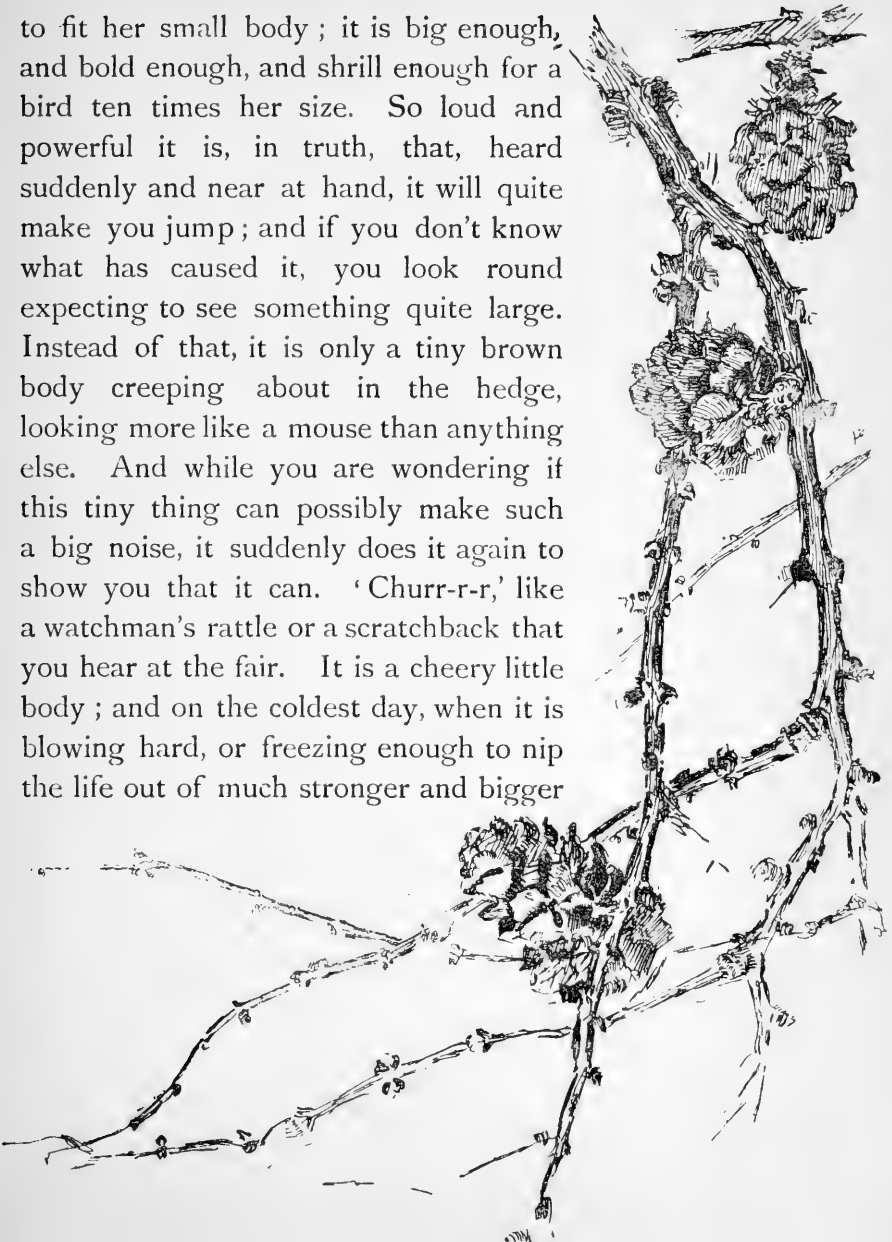 to fit her small body ; it is big enough,
and bold enough, and shrill enough for a
bird ten times her size. So loud and
powerful it is, in truth, that, heard
suddenly and near at hand, it will quite
make you jump ; and if you don't know
what has caused it, you look round
expecting to see something quite large.
Instead of that, it is only a tiny brown
body creeping about in the hedge,
looking more like a mouse than anything
else. And while you are wondering if
this tiny thing can possibly make such
a big noise, it suddenly does it again to
show you that it can. ‘ Churr-r-r,’ like
a watchman's rattle or a scratchback that
you hear at the fair. It is a cheery little
body ; and on the coldest day, when it is
blowing hard, or freezing enough to nip
the life out of much stronger and bigger